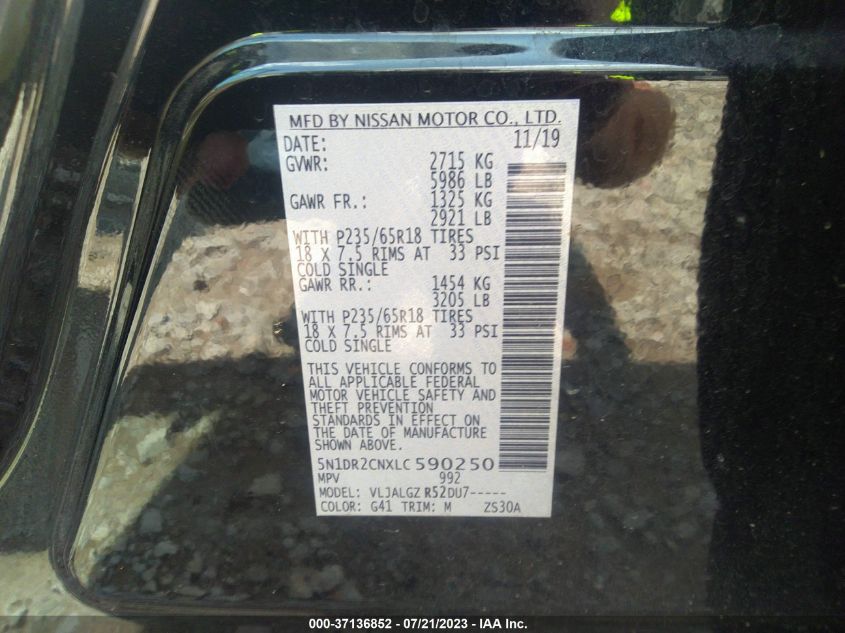 MFD BY NISSAN MOTOR CO., LTD.
DATE: 11/19
GVWR: 2715 KG
5986 LB
GAWR FR.: 1325 KG
2921 LB
WITH P235/65R18 TIRES
18 X 7.5 RIMS AT 33 PSI
COLD SINGLE
GAWR RR.: 1454 KG
3205 LB
WITH P235/65R18 TIRES
18 X 7.5 RIMS AT 33 PSI
COLD SINGLE
THIS VEHICLE CONFORMS TO
ALL APPLICABLE FEDERAL
MOTOR VEHICLE SAFETY AND
THEFT PREVENTION
STANDARDS IN EFFECT ON
THE DATE OF MANUFACTURE
SHOWN ABOVE.
5N1DR2CNXLC590250
MPV 992
MODEL: VLJALGZ R52DU7-----
COLOR: G41 TRIM: M ZS30A
000-37136852 / 07/21/2023 / IAA Inc.